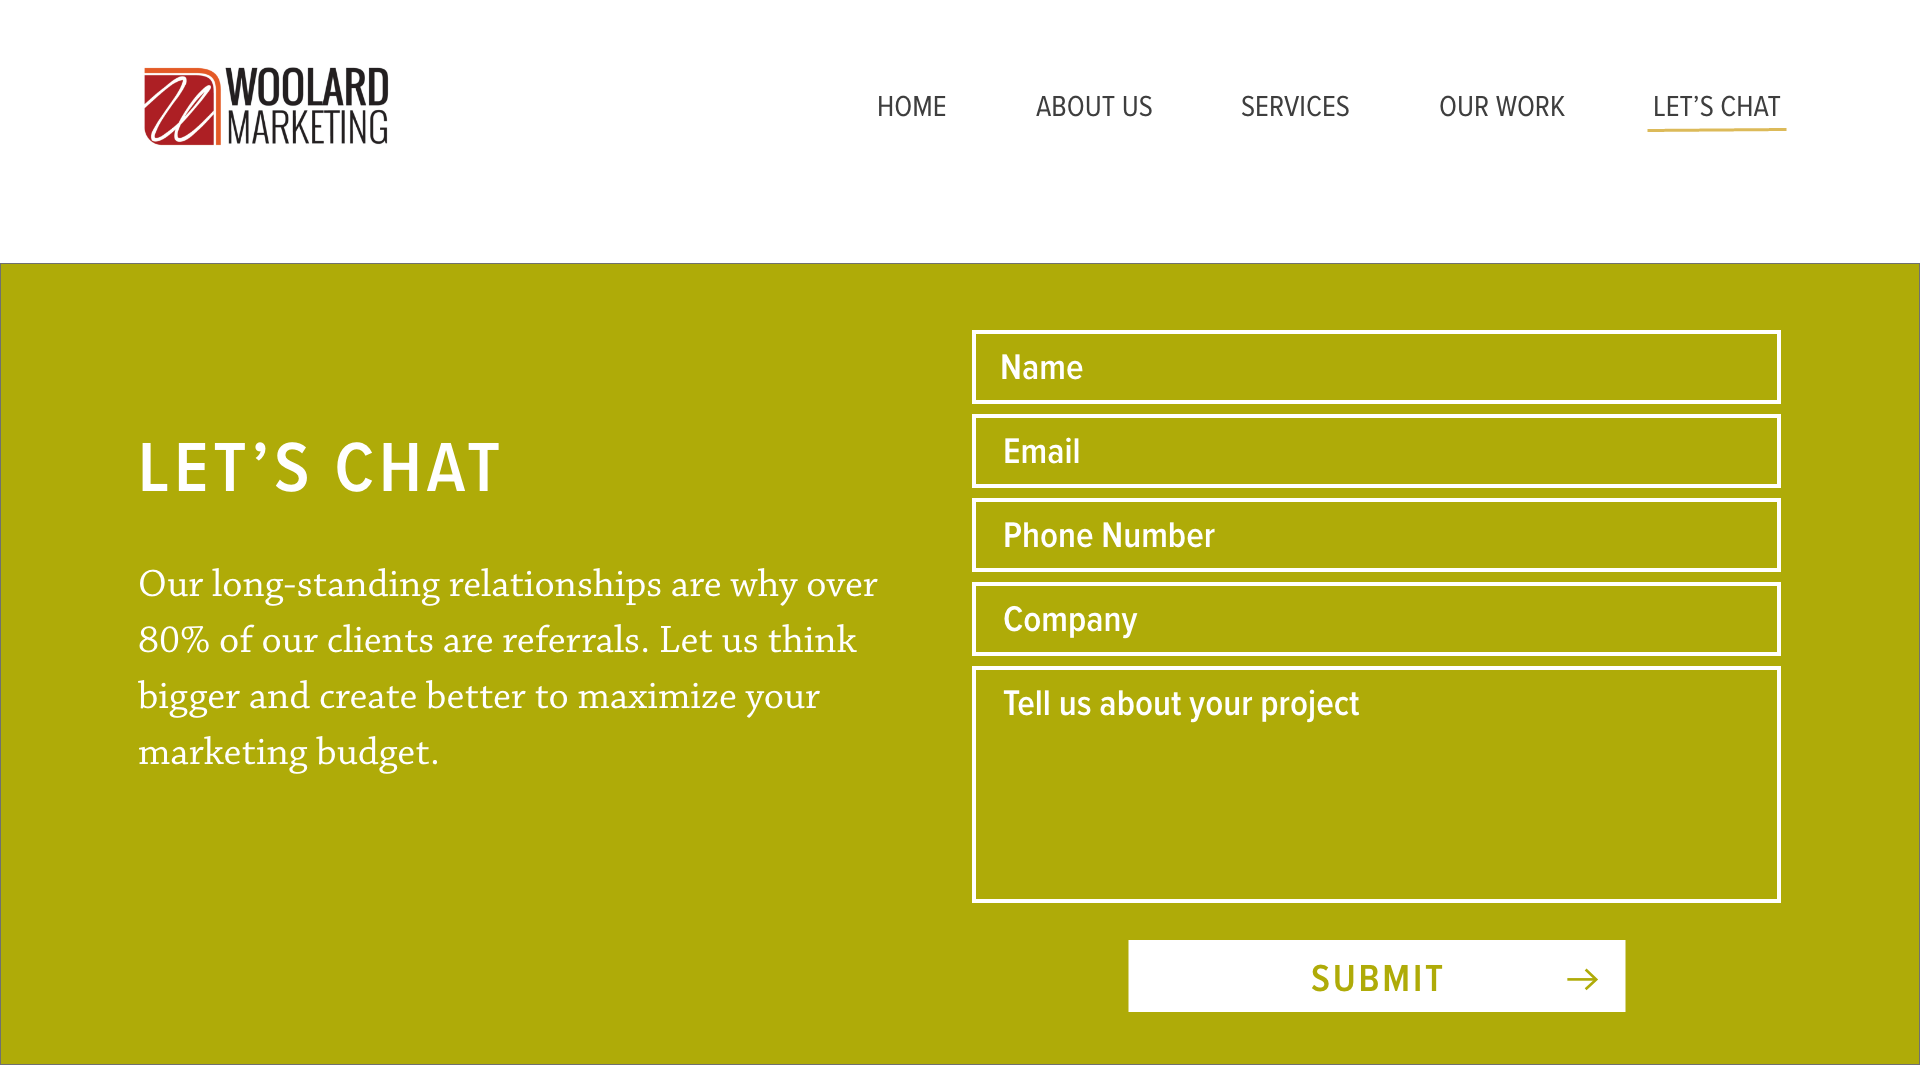 WOOLARD
MARKETING
HOME
ABOUT US
SERVICES
OUR WORK
LET’S CHAT
LET’S CHAT
Our long-standing relationships are why over
80% of our clients are referrals. Let us think
bigger and create better to maximize your
marketing budget.
Name
Email
Phone Number
Company
Tell us about your project
SUBMIT